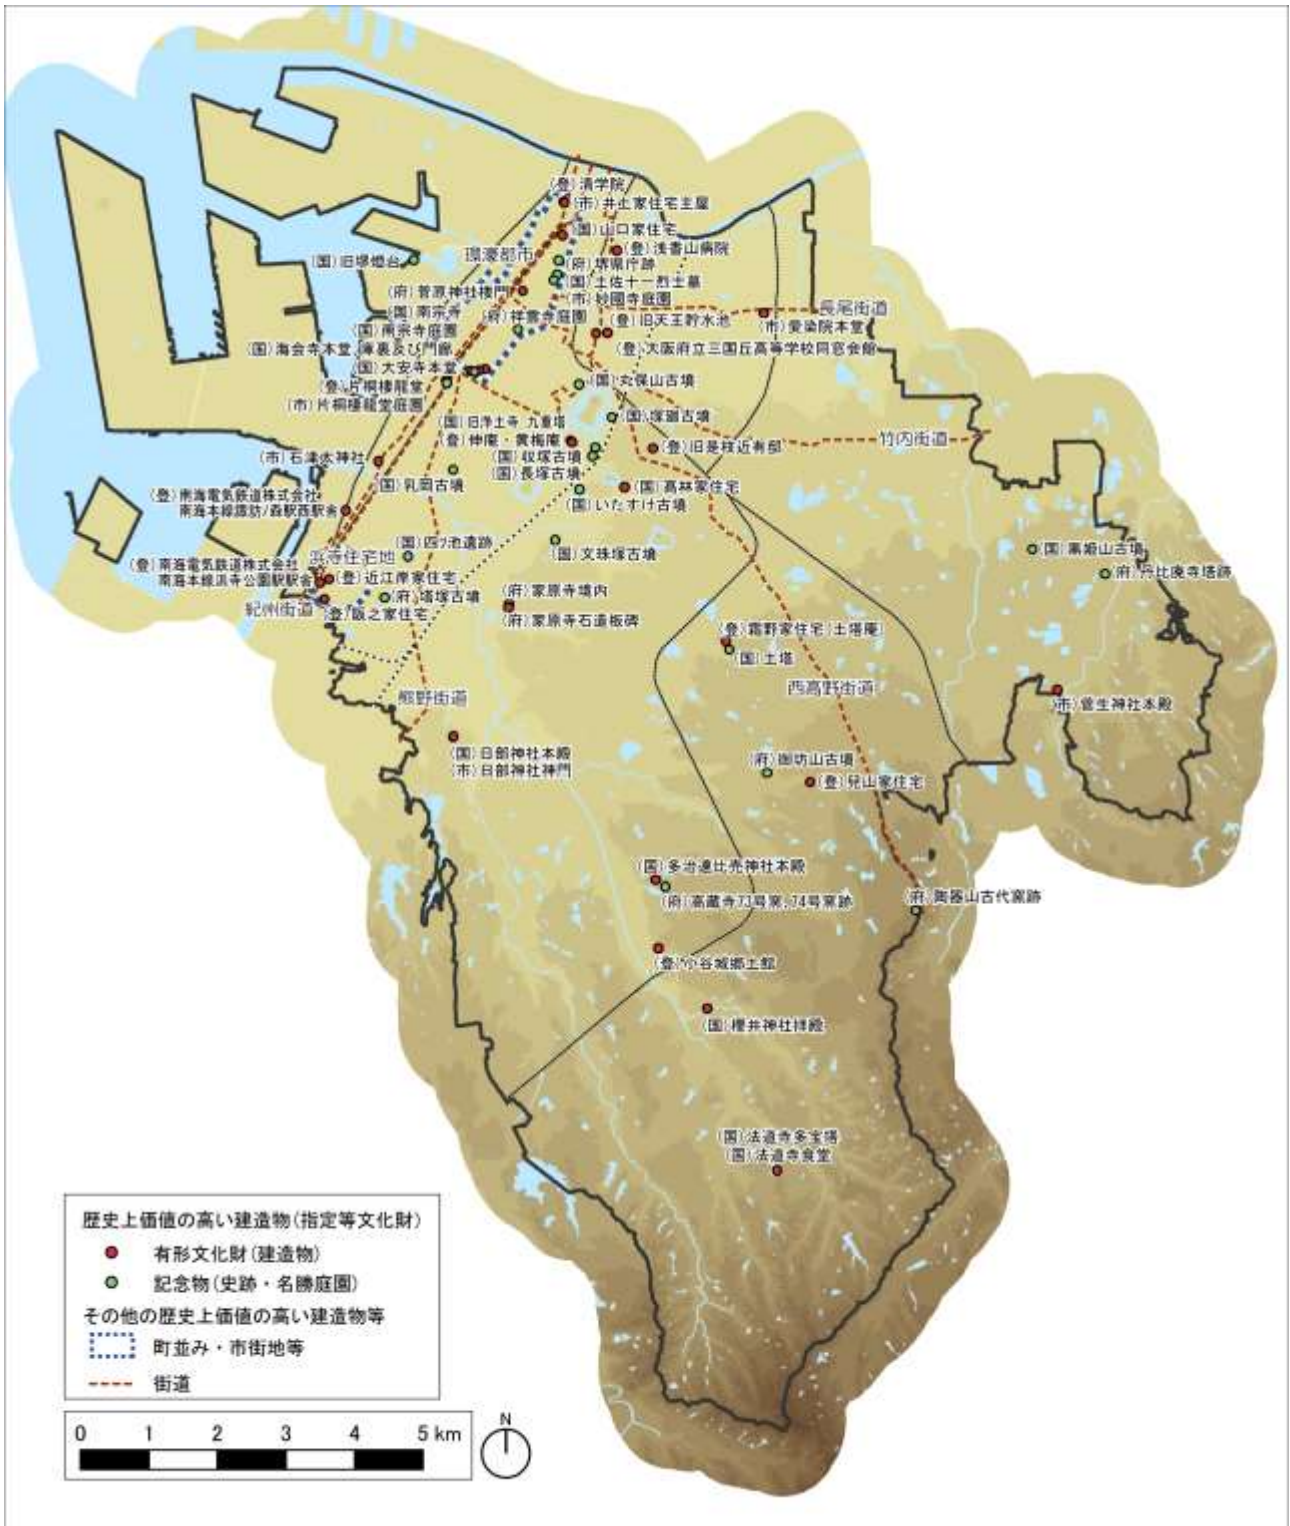 (登)清学院
(市)井上家住宅主屋
(国)山口家住宅
(登)浅香山病院
環濠都市
(国)旧堺燈台
(府)堺県庁跡
(国)土佐十一烈士墓
(府)菅原神社楼門
(市)妙國寺庭園
長尾街道
(国)南宗寺
(府)祥雲寺庭園
(登)旧天王貯水池
(市)愛染院本堂
(国)南宗寺庭園
(国)海会寺本堂、庫裏及び門廊
(登)大阪府立三国丘高等学校同窓会館
(国)大安寺本堂
(登)片桐棲龍堂
(国)丸保山古墳
(市)片桐棲龍堂庭園
(国)塚廻古墳
(国)旧浄土寺 九重塔
(登)伸庵・黄梅庵
(登)旧是枝近有邸
竹内街道
(国)収塚古墳
(市)石津太神社
(国)長塚古墳
(国)乳岡古墳
(国)髙林家住宅
(登)南海電気鉄道株式会社
南海本線諏訪ノ森駅西駅舎
(国)いたすけ古墳
(国)四ツ池遺跡
(国)文珠塚古墳
(国)黒姫山古墳
浜寺住宅地
(登)南海電気鉄道株式会社
南海本線浜寺公園駅駅舎
(登)近江岸家住宅
(府)丹比廃寺塔跡
(府)塔塚古墳
(府)家原寺境内
紀州街道
(登)阪之家住宅
(府)家原寺石造板碑
(登)霜野家住宅(土塔庵)
(国)土塔
熊野街道
西高野街道
(市)菅生神社本殿
(国)日部神社本殿
(市)日部神社神門
(府)御坊山古墳
(登)兒山家住宅
(国)多治速比売神社本殿
(府)高蔵寺73号窯、74号窯跡
(府)陶器山古代窯跡
(登)小谷城郷土館
(国)櫻井神社拝殿
(国)法道寺多宝塔
(国)法道寺食堂
歴史上価値の高い建造物(指定等文化財)
有形文化財(建造物)
記念物(史跡・名勝庭園)
その他の歴史上価値の高い建造物等
町並み・市街地等
街道
0 1 2 3 4 5 km
N